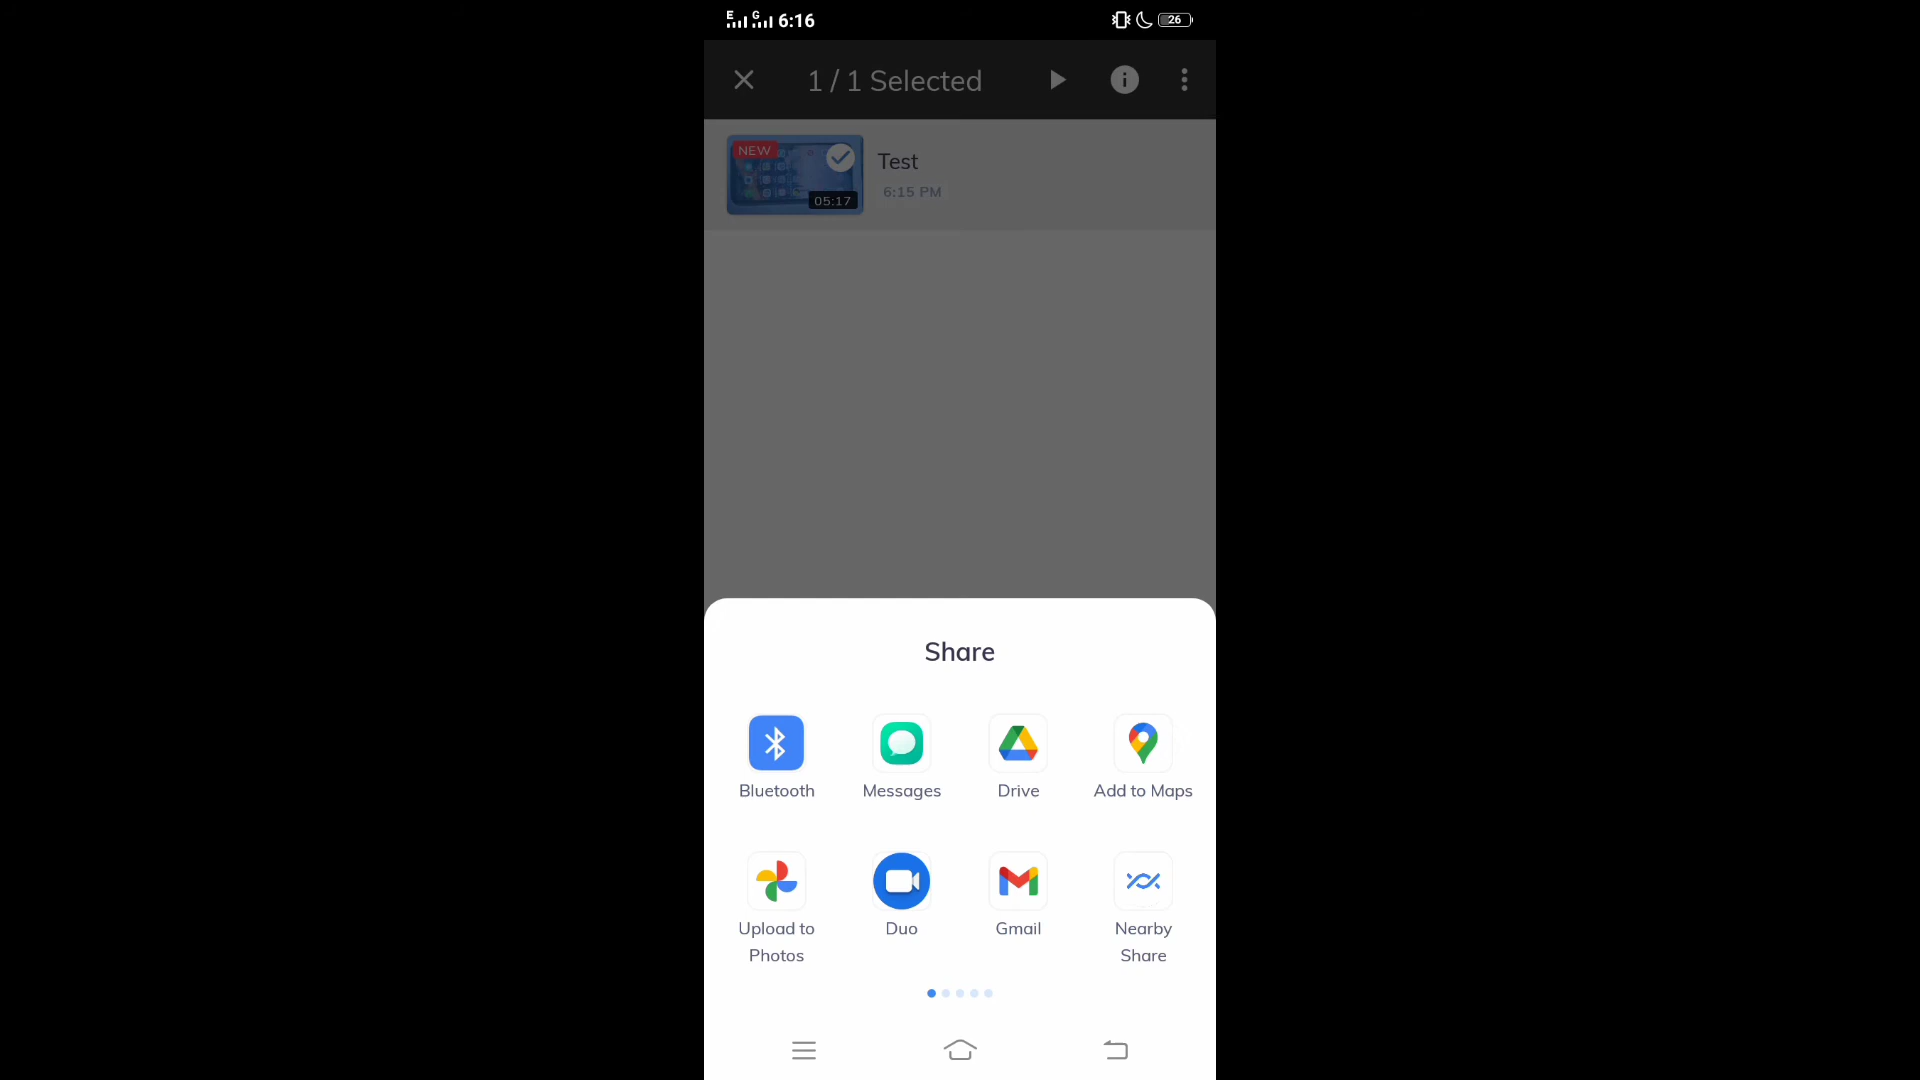 E G 6:16 26
1 / 1 Selected
NEW
05:17
Test
6:15 PM
Share
Bluetooth
Messages
Drive
Add to Maps
Upload to
Photos
Duo
Gmail
Nearby
Share